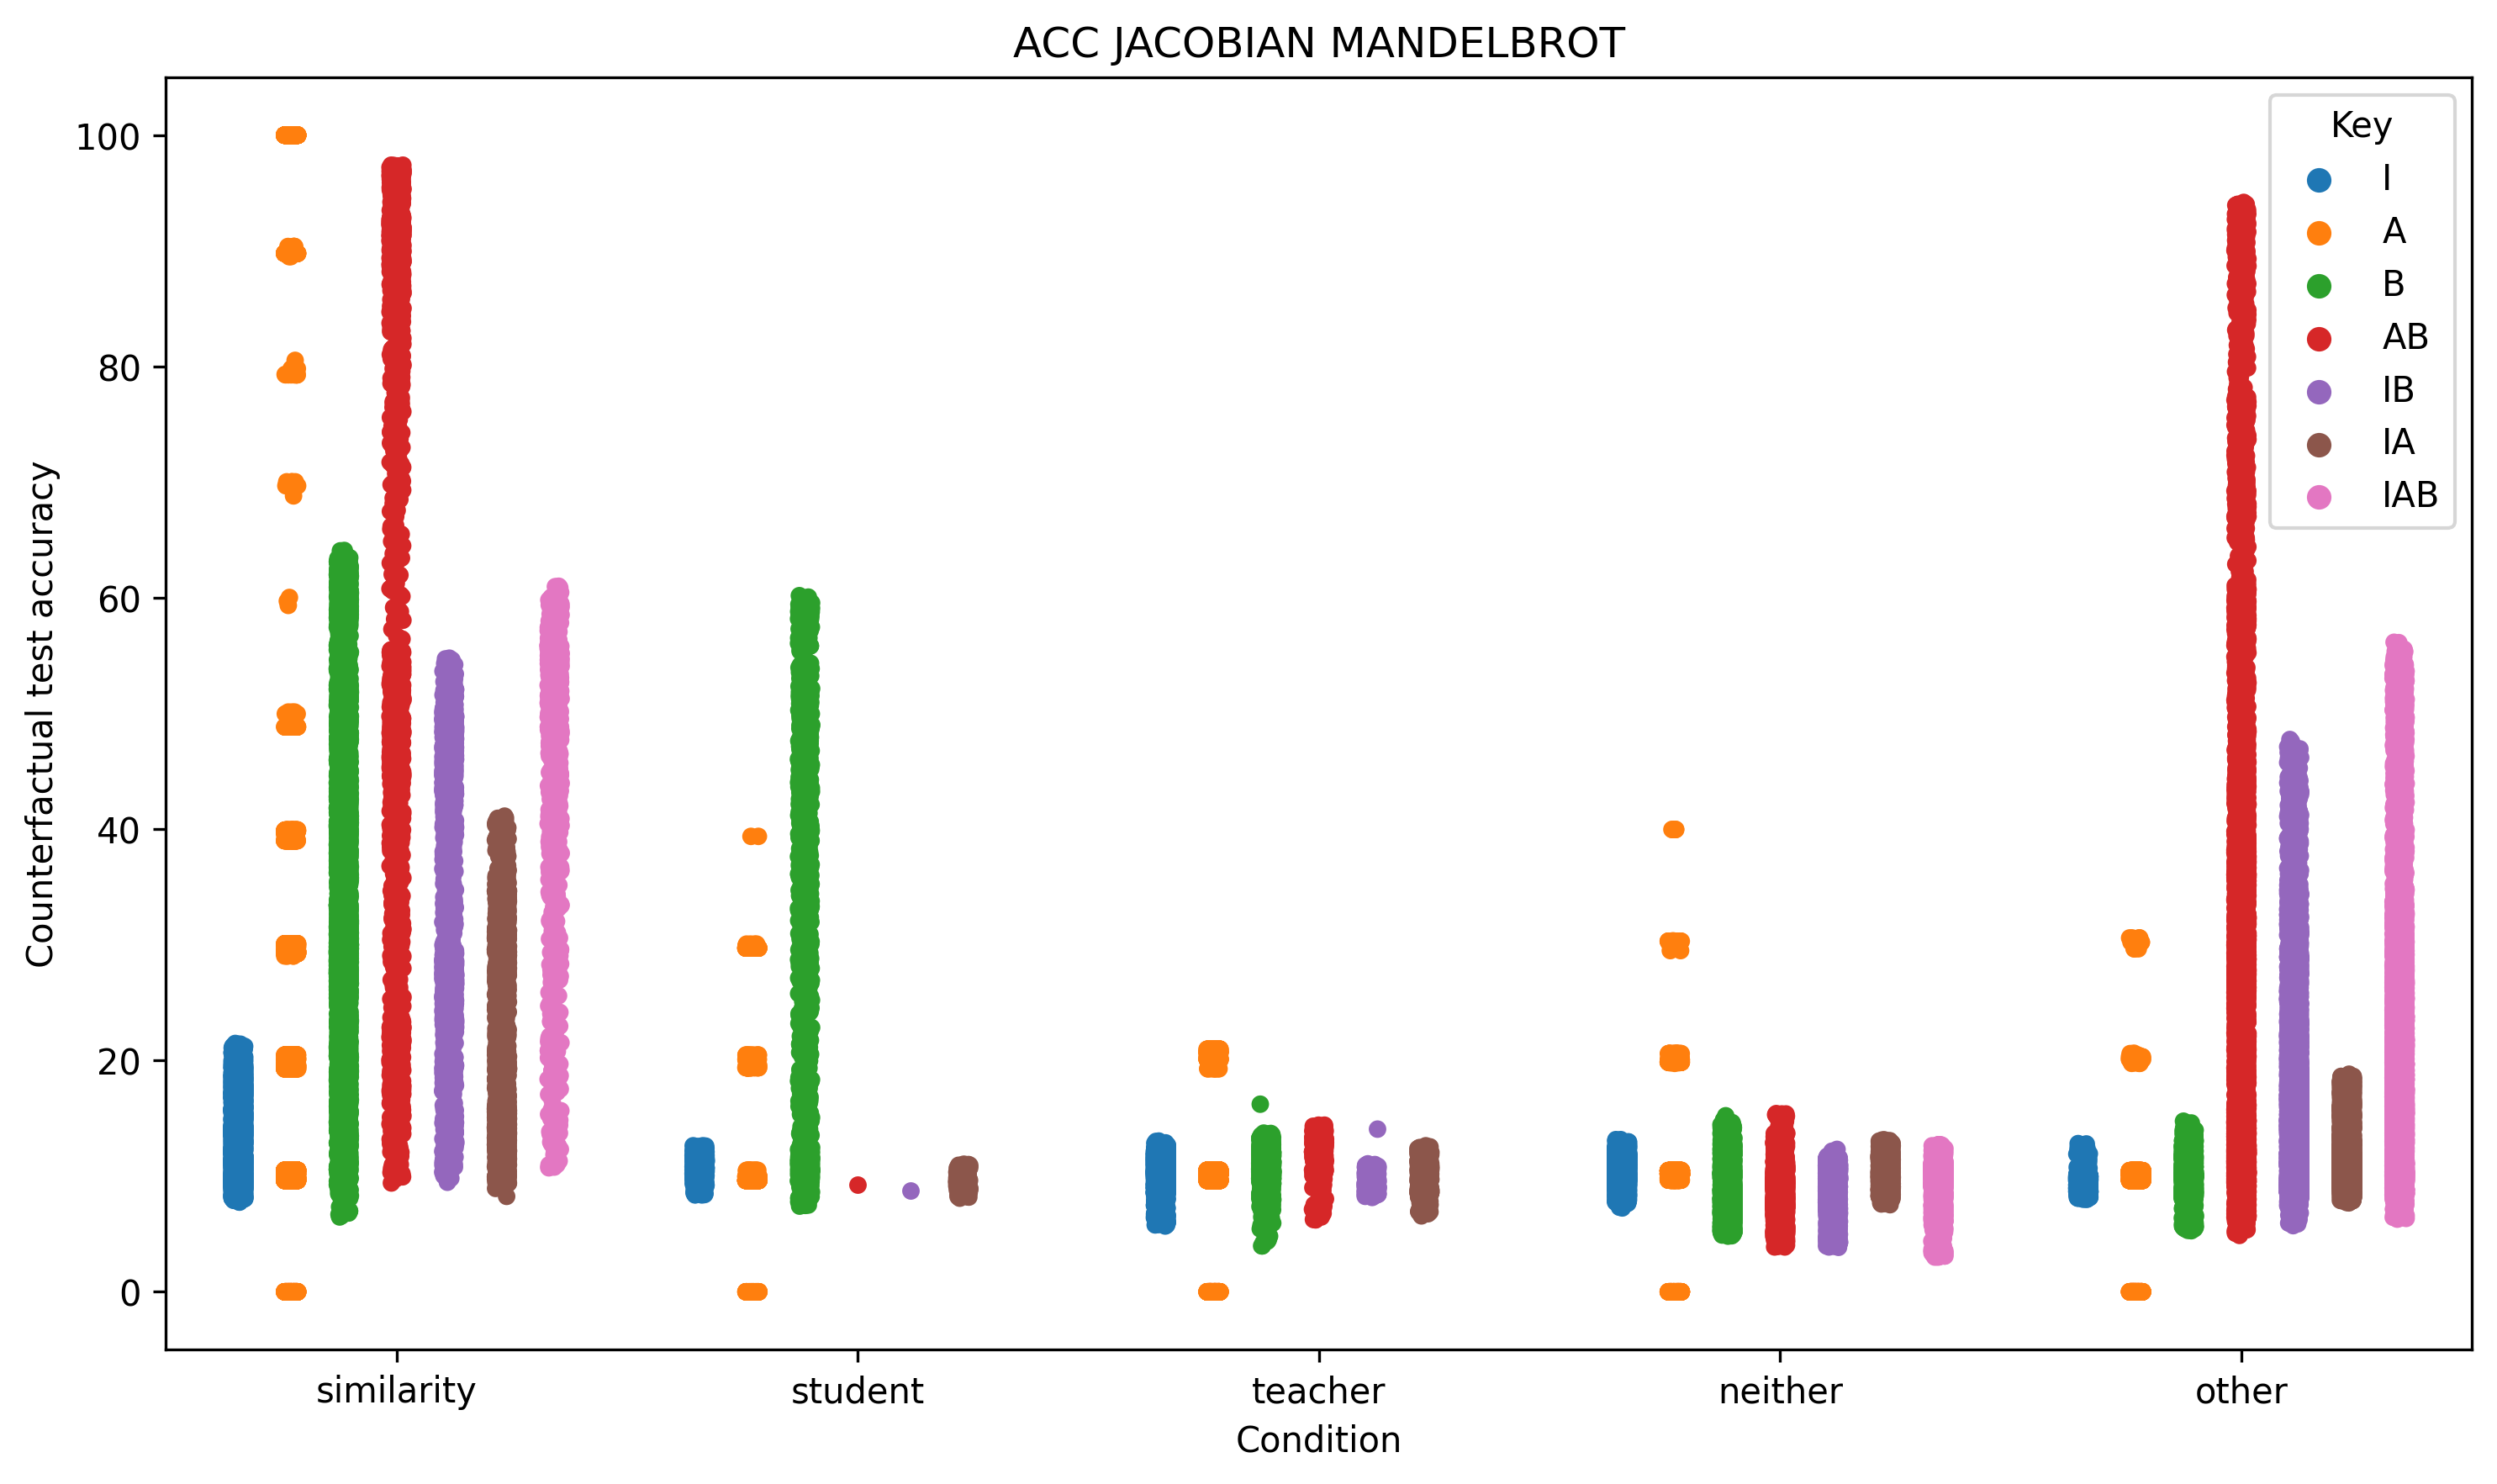 ACC JACOBIAN MANDELBROT
Counterfactual test accuracy
100
80
60
40
20
0
similarity
student
teacher
neither
other
Condition
Key
I
A
B
AB
IB
IA
IAB